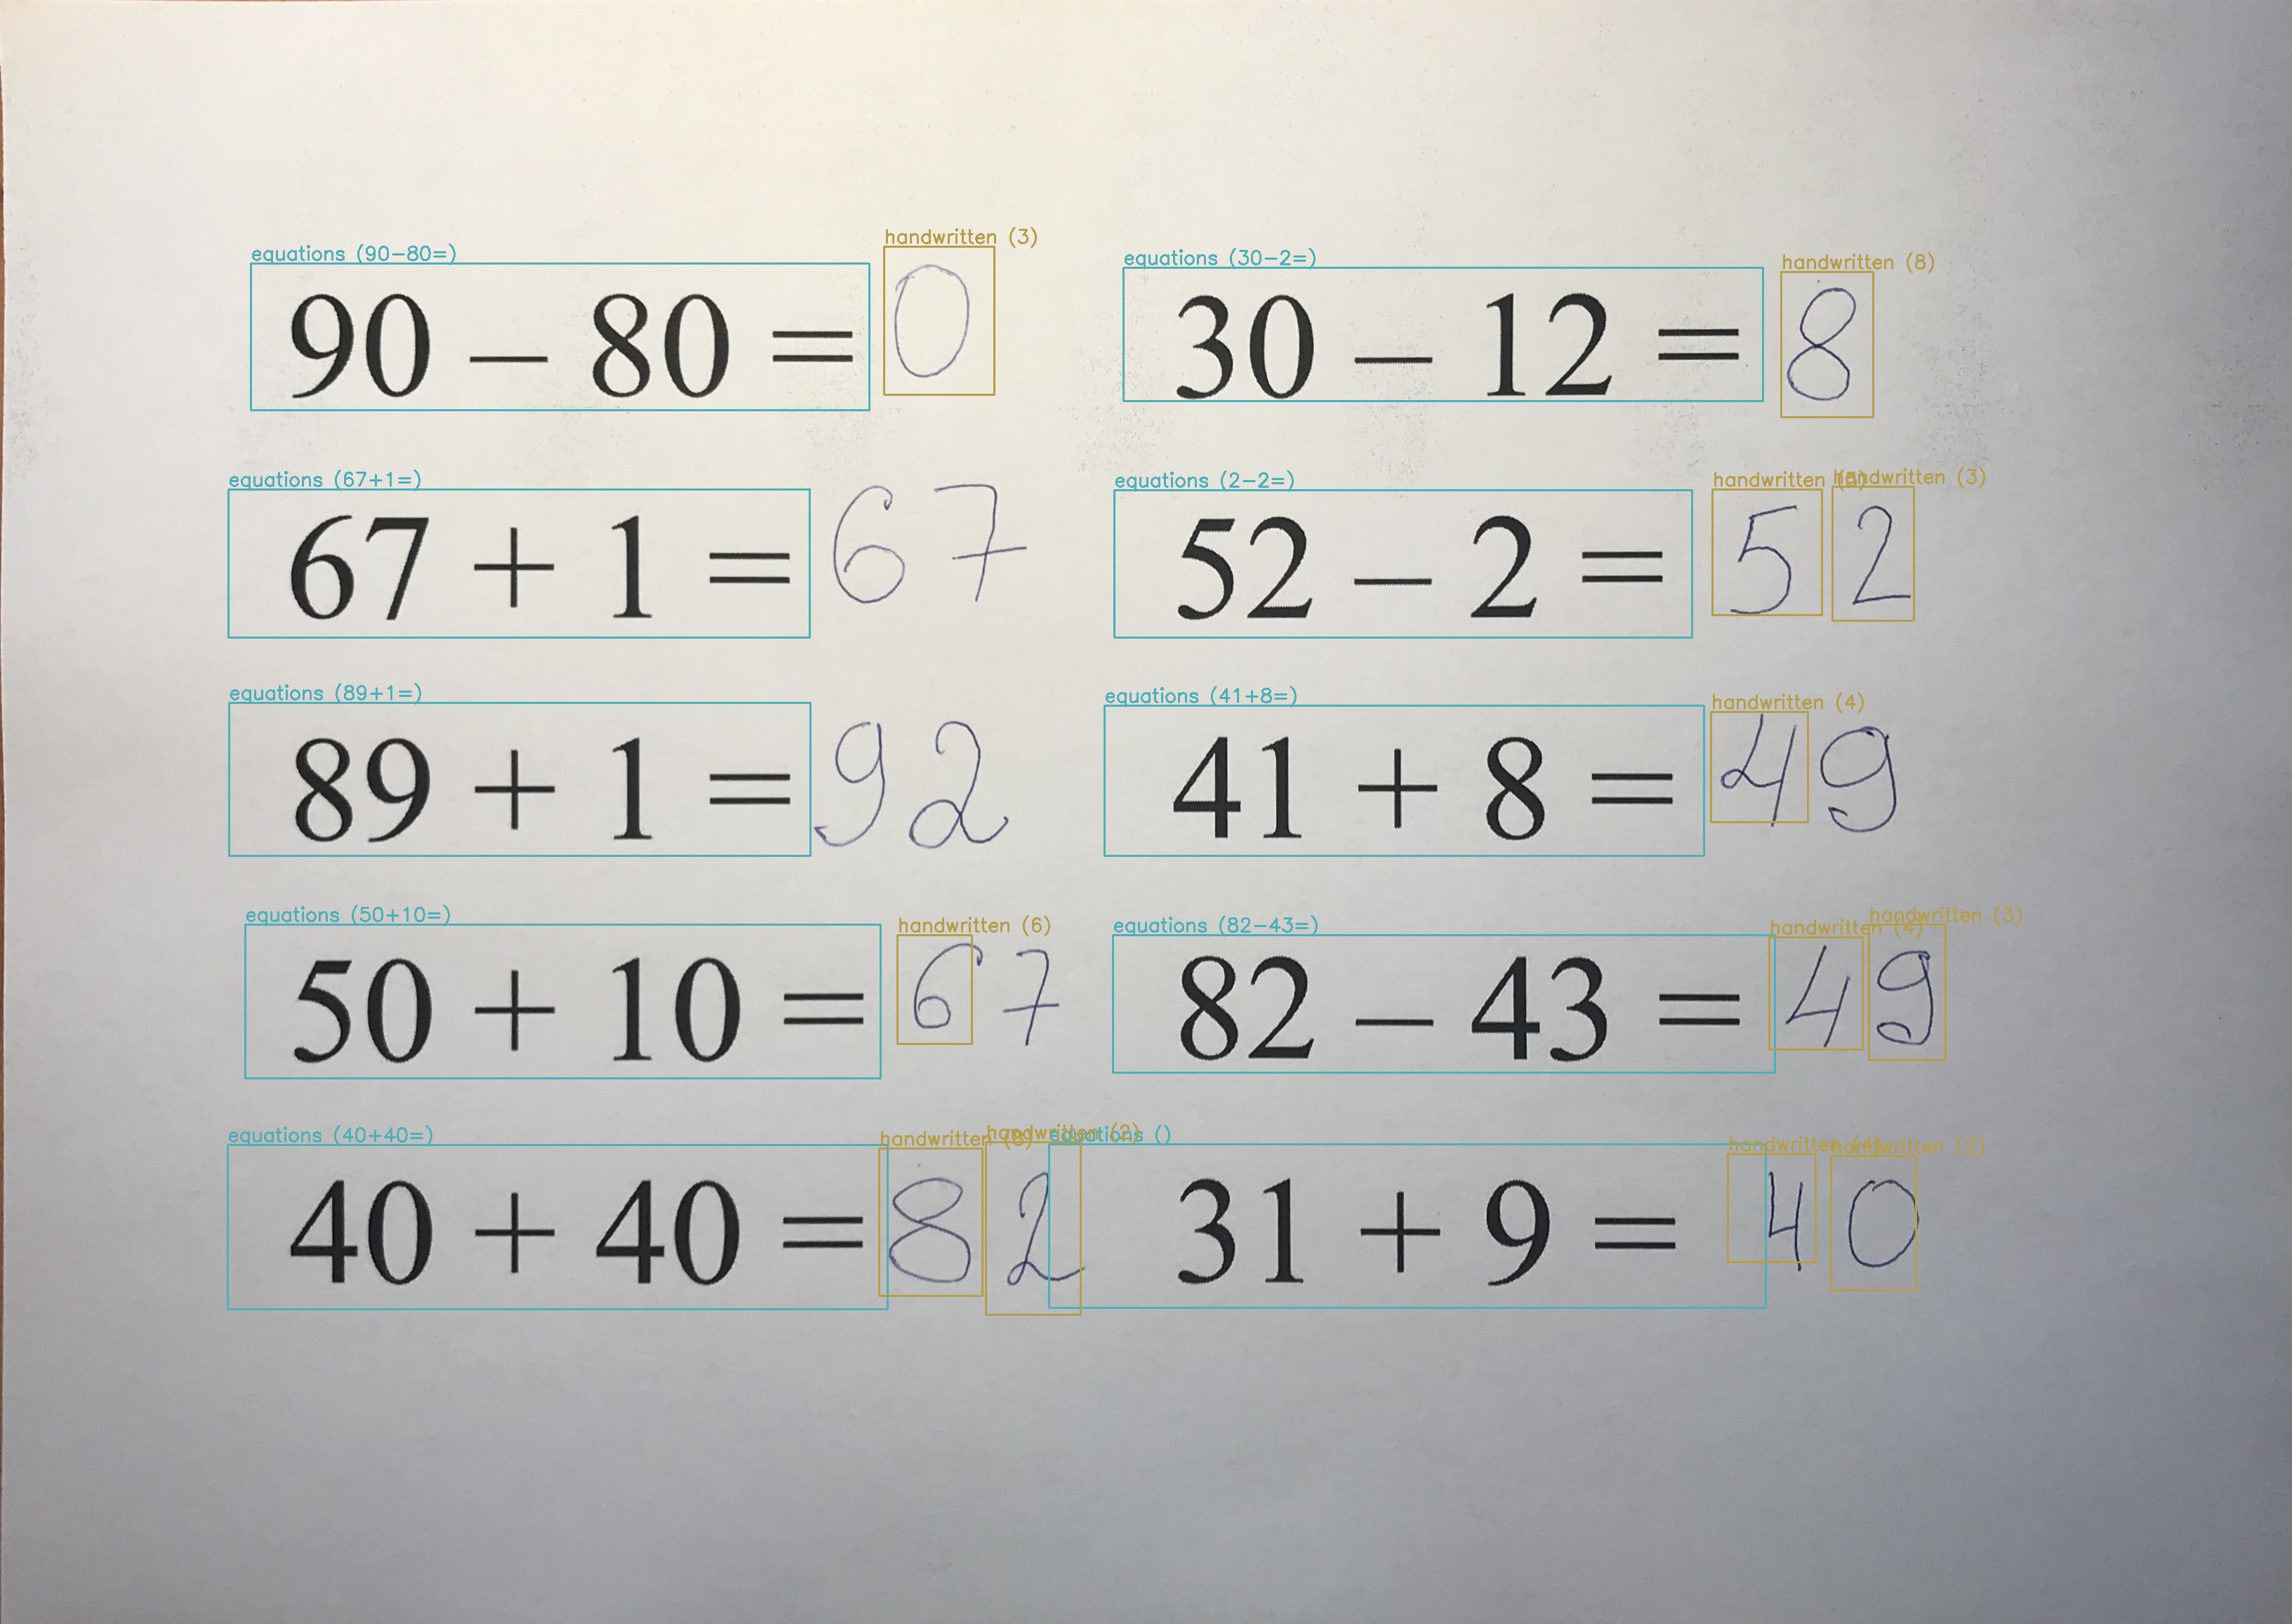 equations (90-80=) handwritten (3) equations (30-2=) handwritten (8)
90 – 80 = 0 30 – 12 = 8
equations (67+1=) equations (2-2=) handwritten (5) handwritten (3)
67 + 1 = 67 52 – 2 = 52
equations (89+1=) equations (41+8=) handwritten (4)
89 + 1 = 92 41 + 8 = 49
equations (50+10=) handwritten (6) equations (82-43=) handwritten (4) handwritten (3)
50 + 10 = 67 82 – 43 = 49
equations (40+40=) handwritten (8) handwritten (2) equations () handwritten (4) handwritten (2)
40 + 40 = 82 31 + 9 = 40